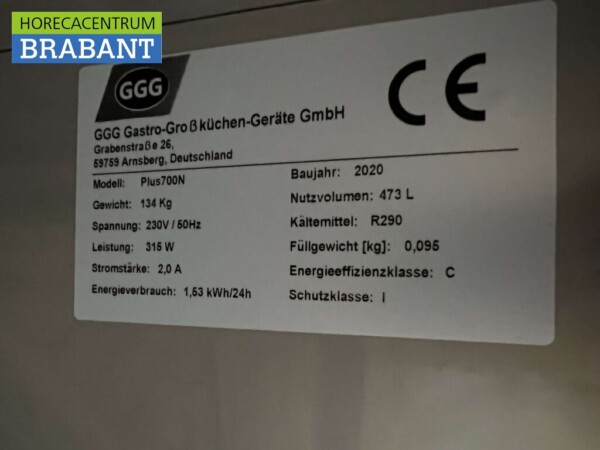 HORECACENTRUM
BRABANT
GGG
CE
GGG Gastro-Großküchen-Geräte GmbH
Grabenstraße 26,
59759 Arnsberg, Deutschland
Modell: Plus700N
Gewicht: 134 Kg
Spannung: 230V / 50Hz
Leistung: 315 W
Stromstärke: 2,0 A
Energieverbrauch: 1,53 kWh/24h
Baujahr: 2020
Nutzvolumen: 473 L
Kältemittel: R290
Füllgewicht [kg]: 0,095
Energieeffizienzklasse: C
Schutzklasse: I